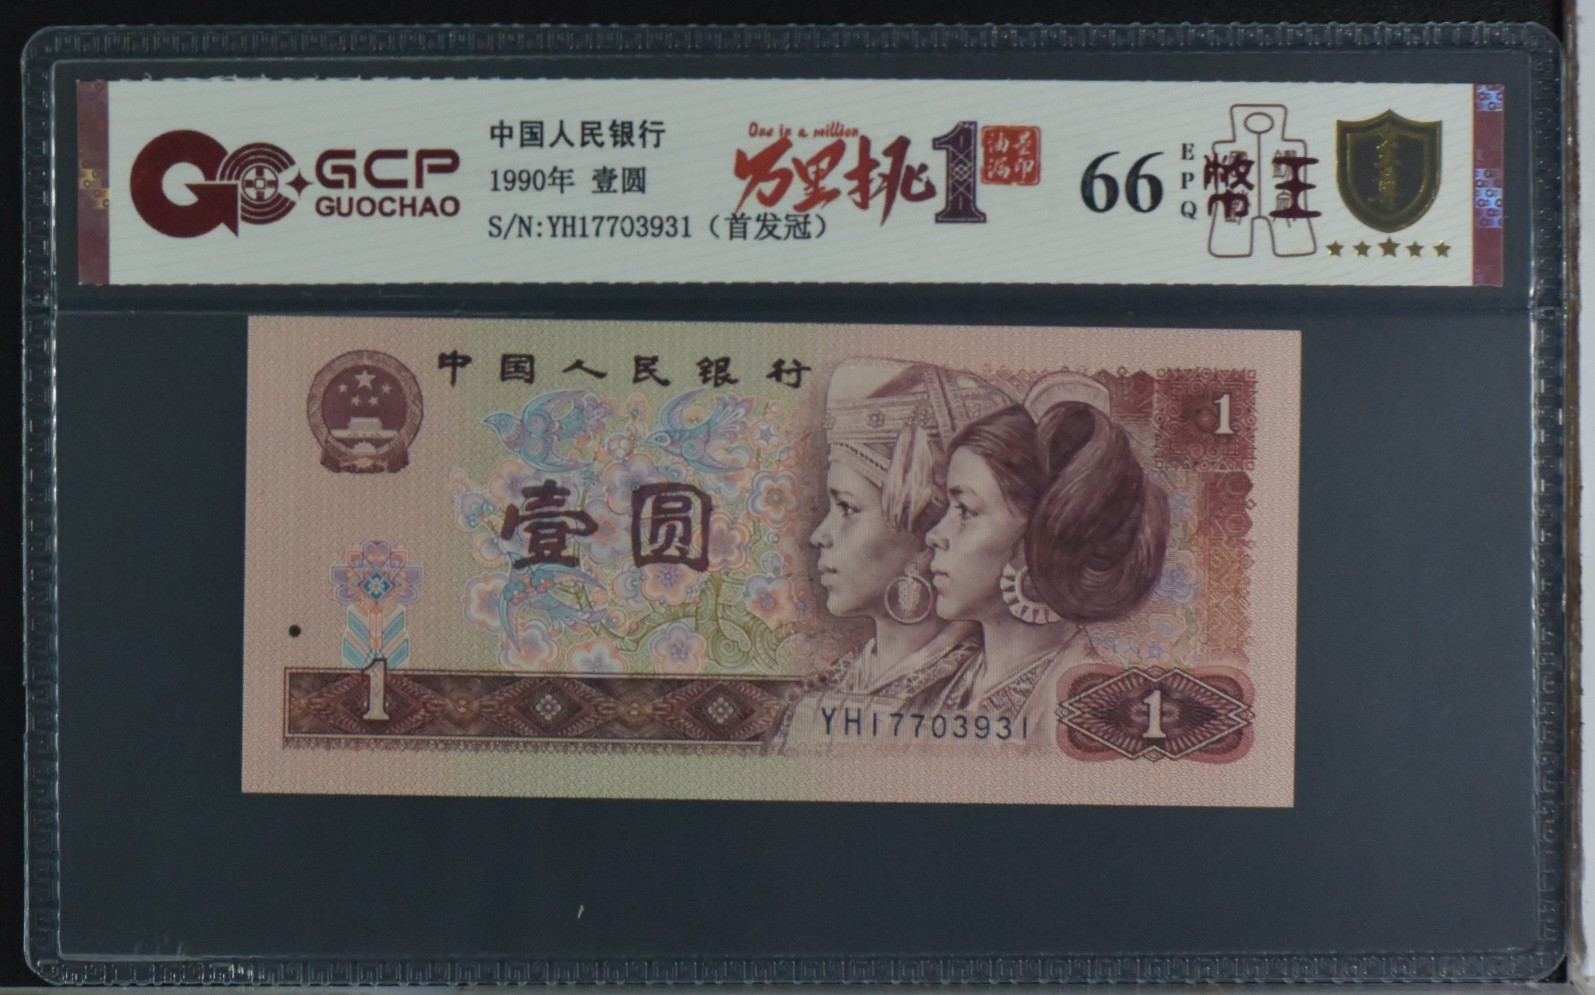 GCP
GUOCHAO
中国人民银行
1990年 壹圆
S/N:YH17703931（首发冠）
One in a million
万里挑1
66
EPQ
中国人民银行
1
壹圆
1
YH17703931
1